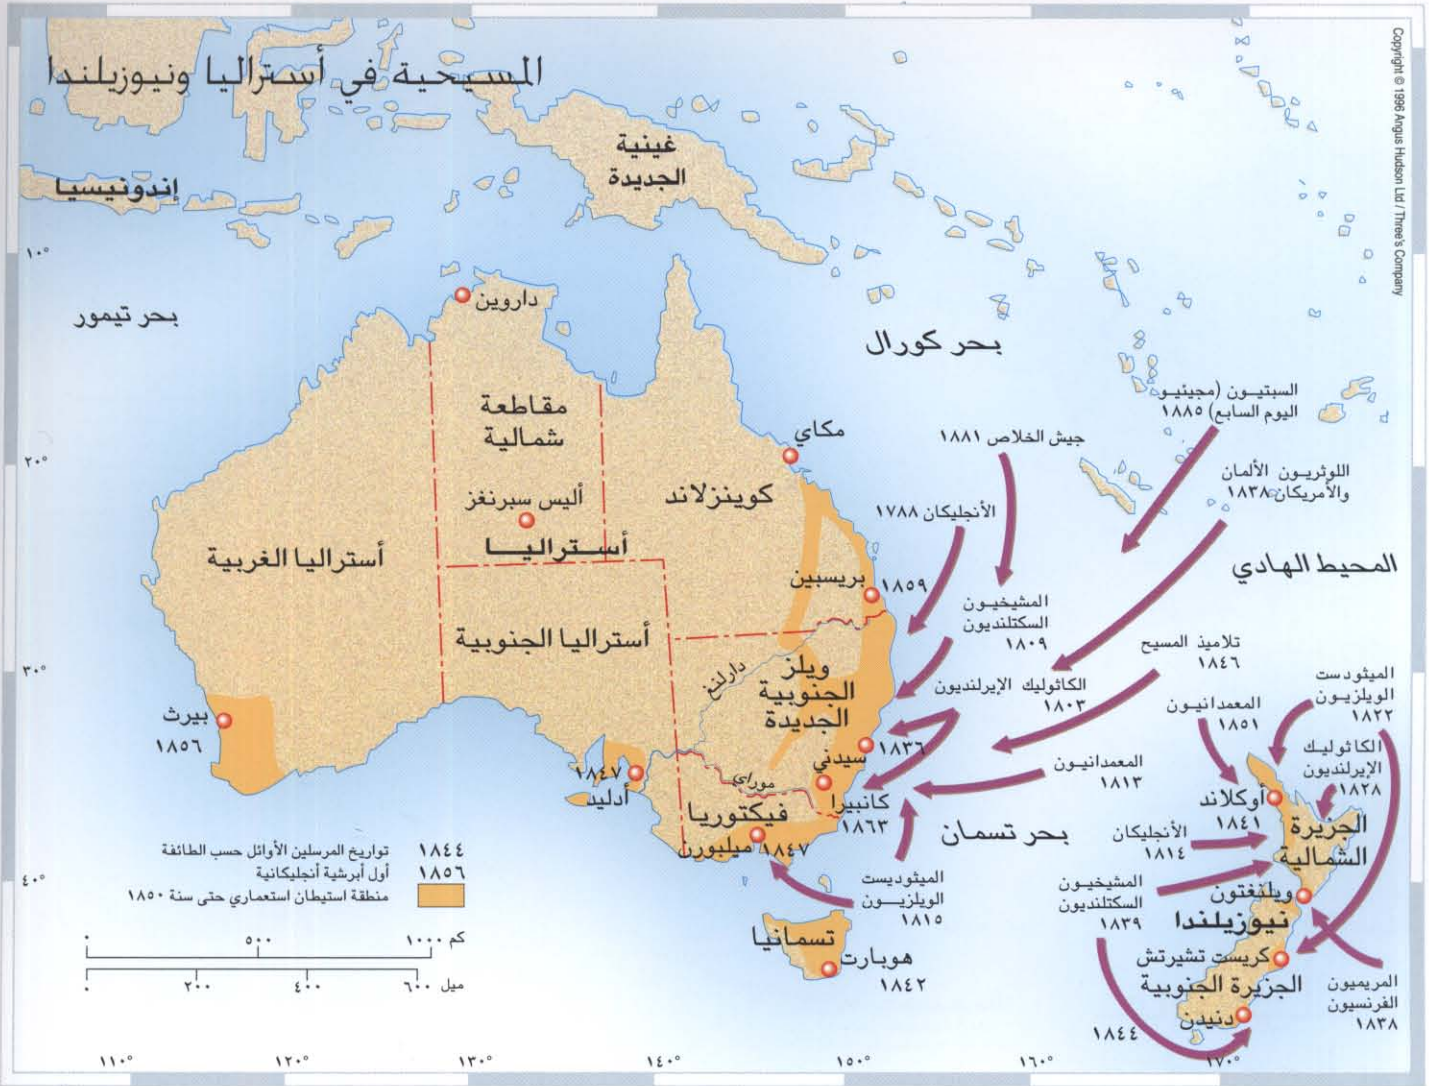 المسيحية في أستراليا ونيوزيلندا
Copyright © 1996 Angus Hudson Ltd / Three's Company
غينية
الجديدة
إندونيسيا
١٠°
بحر تيمور
داروين
بحر كورال
مقاطعة
شمالية
مكاي
السبتيون (مجيئيو
اليوم السابع) ١٨٨٥
جيش الخلاص ١٨٨١
٢٠°
اللوثريون الألمان
والأمريكان ١٨٣٨
أليس سبرنغز
كوينزلاند
الأنجليكان ١٧٨٨
أستراليا
أستراليا الغربية
المحيط الهادي
بريسبين
١٨٥٩
المشيخيون
السكتلنديون
١٨٠٩
أستراليا الجنوبية
تلاميذ المسيح
١٨٤٦
٣٠°
دارلنغ
ويلز
الجنوبية
الجديدة
الكاثوليك الإيرلنديون
١٨٠٣
الميثودست
الويلزيون
١٨٢٢
المعمدانيون
١٨٥١
بيرث
١٨٥٦
١٨٣٦
سيدني
الكاثوليك
الإيرلنديون
١٨٢٨
المعمدانيون
١٨١٣
١٨٤٧
أدليد
موراي
كانبيرا
١٨٦٣
أوكلاند
١٨٤١
فيكتوريا
بحر تسمان
الأنجليكان
١٨١٤
الجريرة
الشمالية
ميلبورن
١٨٤٧
١٨٤٤ تواريخ المرسلين الأوائل حسب الطائفة
١٨٥٦ أول أبرشية أنجليكانية
منطقة استيطان استعماري حتى سنة ١٨٥٠
٤٠°
الميثوديست
الويلزيون
١٨١٥
المشيخيون
السكتلنديون
١٨٣٩
ويلنغتون
نيوزيلندا
تسمانيا
هوبارت
١٨٤٢
كريست تشيرتش
الجزيرة الجنوبية
دنيدن
المريميون
الفرنسيون
١٨٣٨
١٨٤٤
٠ ٥٠٠ ١٠٠٠ كم
٠ ٢٠٠ ٤٠٠ ٦٠٠ ميل
١١٠° ١٢٠° ١٣٠° ١٤٠° ١٥٠° ١٦٠° ١٧٠°